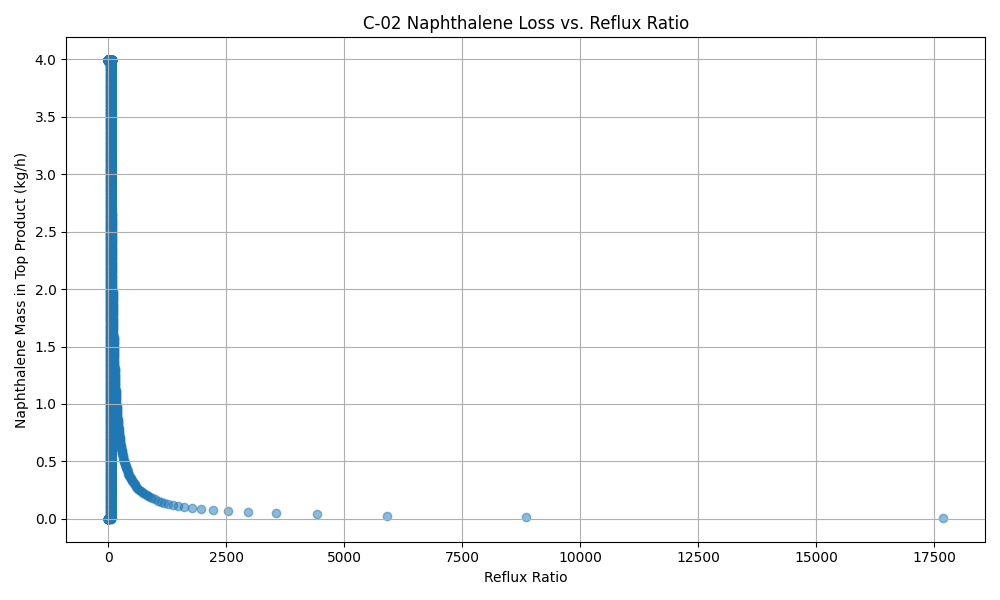 C-02 Naphthalene Loss vs. Reflux Ratio
Naphthalene Mass in Top Product (kg/h)
4.0
3.5
3.0
2.5
2.0
1.5
1.0
0.5
0.0
0 2500 5000 7500 10000 12500 15000 17500
Reflux Ratio